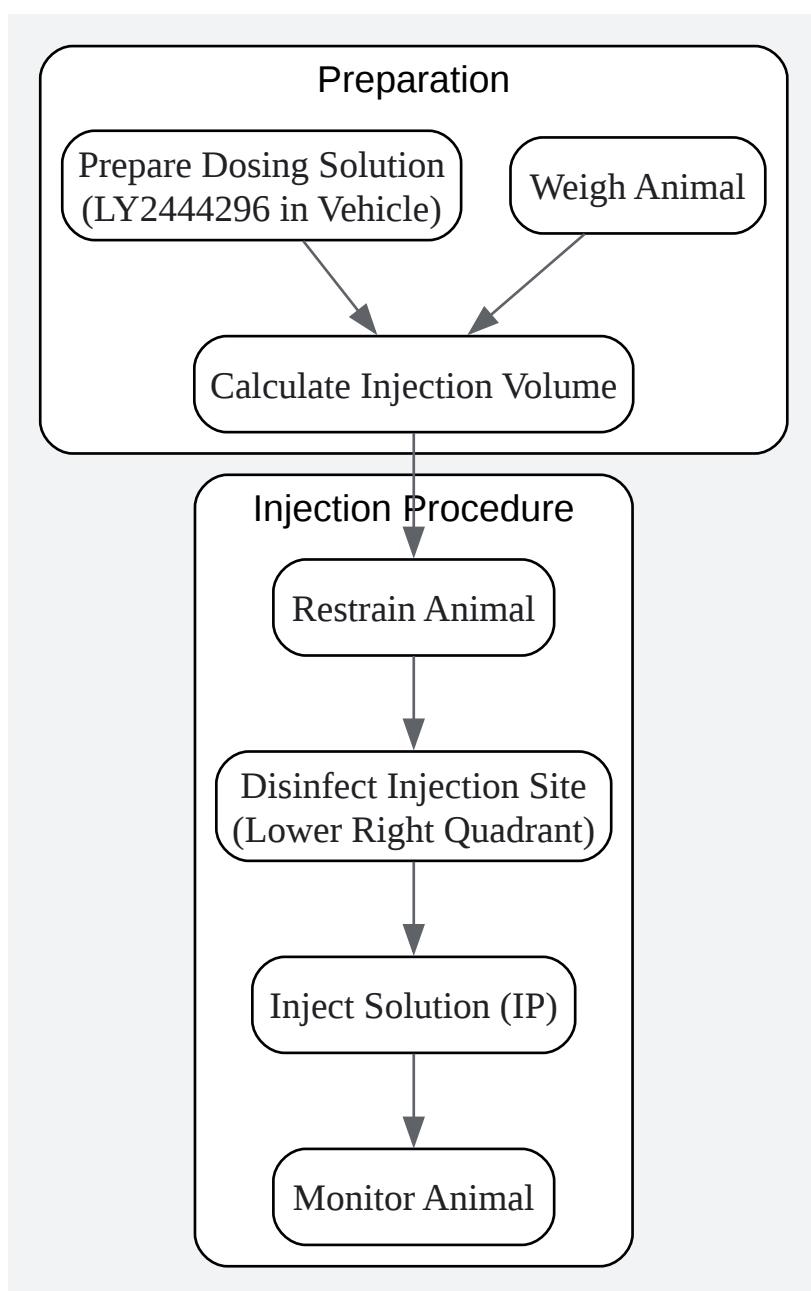 Preparation
Prepare Dosing Solution
(LY2444296 in Vehicle)
Weigh Animal
Calculate Injection Volume
Injection Procedure
Restrain Animal
Disinfect Injection Site
(Lower Right Quadrant)
Inject Solution (IP)
Monitor Animal